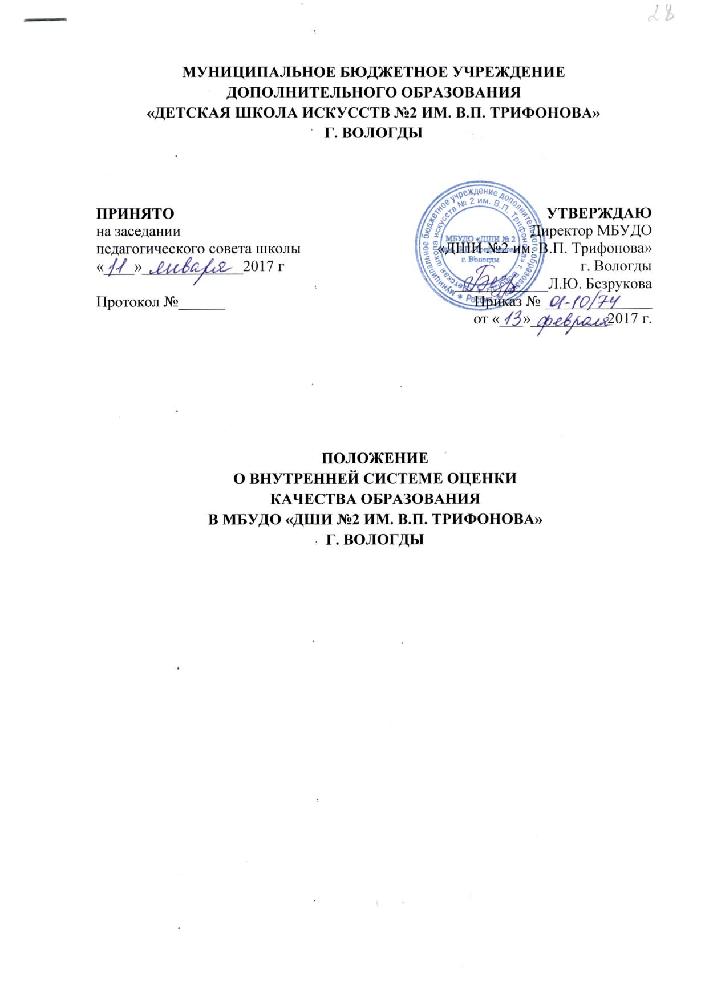 28
МУНИЦИПАЛЬНОЕ БЮДЖЕТНОЕ УЧРЕЖДЕНИЕ
ДОПОЛНИТЕЛЬНОГО ОБРАЗОВАНИЯ
«ДЕТСКАЯ ШКОЛА ИСКУССТВ №2 ИМ. В.П. ТРИФОНОВА»
Г. ВОЛОГДЫ
ПРИНЯТО
на заседании
педагогического совета школы
«11» января 2017 г
Протокол №______
УТВЕРЖДАЮ
Директор МБУДО
«ДШИ №2 им. В.П. Трифонова»
г. Вологды
Л.Ю. Безрукова
Приказ № 01-10/74
от «13» февраля 2017 г.
муниципальное бюджетное учреждение дополнительного образования ✱ Россия ✱
«Детская школа искусств № 2 им. В.П. Трифонова» г. Вологды ✱
МБУДО «ДШИ № 2
им. В.П. Трифонова»
г. Вологды
ПОЛОЖЕНИЕ
О ВНУТРЕННЕЙ СИСТЕМЕ ОЦЕНКИ
КАЧЕСТВА ОБРАЗОВАНИЯ
В МБУДО «ДШИ №2 ИМ. В.П. ТРИФОНОВА»
Г. ВОЛОГДЫ